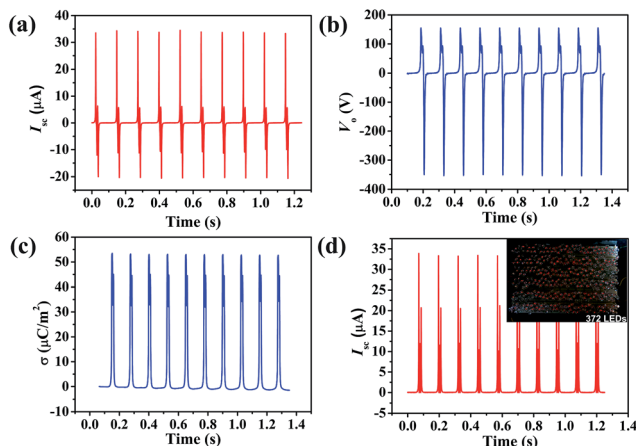 (a)
40
30
20
10
0
-10
-20
I_sc (μA)
0.0 0.2 0.4 0.6 0.8 1.0 1.2
Time (s)
(b)
200
100
0
-100
-200
-300
-400
V_o (V)
0.2 0.4 0.6 0.8 1.0 1.2 1.4
Time (s)
(c)
60
50
40
30
20
10
0
-10
σ (μC/m²)
0.0 0.2 0.4 0.6 0.8 1.0 1.2 1.4
Time (s)
(d)
35
30
25
20
15
10
5
0
5
I_sc (μA)
372 LEDs
0.0 0.2 0.4 0.6 0.8 1.0 1.2 1.4
Time (s)